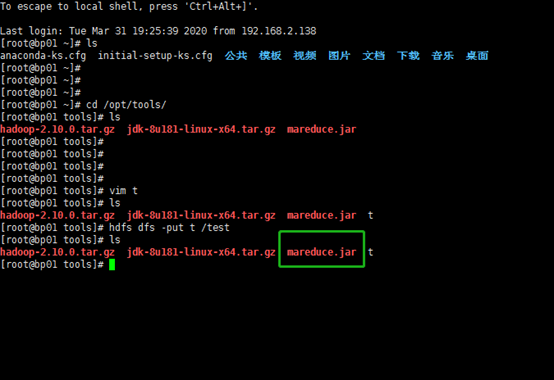 To escape to local shell, press 'Ctrl+Alt+]'.
Last login: Tue Mar 31 19:25:39 2020 from 192.168.2.138
[root@bp01 ~]# ls
anaconda-ks.cfg  initial-setup-ks.cfg  公共  模板  视频  图片  文档  下载  音乐  桌面
[root@bp01 ~]#
[root@bp01 ~]#
[root@bp01 ~]#
[root@bp01 ~]# cd /opt/tools/
[root@bp01 tools]# ls
hadoop-2.10.0.tar.gz  jdk-8u181-linux-x64.tar.gz  mareduce.jar
[root@bp01 tools]#
[root@bp01 tools]#
[root@bp01 tools]#
[root@bp01 tools]#
[root@bp01 tools]# vim t
[root@bp01 tools]# ls
hadoop-2.10.0.tar.gz  jdk-8u181-linux-x64.tar.gz  mareduce.jar  t
[root@bp01 tools]# hdfs dfs -put t /test
[root@bp01 tools]# ls
hadoop-2.10.0.tar.gz  jdk-8u181-linux-x64.tar.gz  mareduce.jar  t
[root@bp01 tools]#